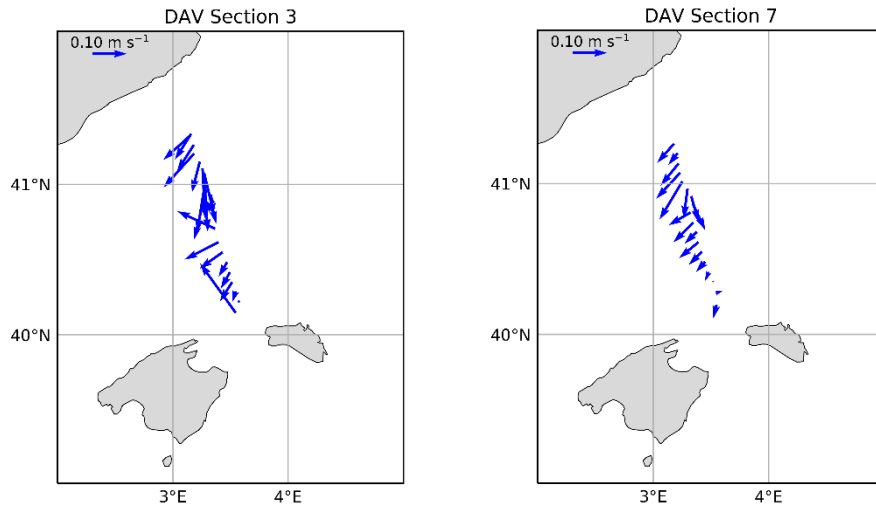 DAV Section 3
0.10 m s⁻¹
41°N
40°N
3°E
4°E
DAV Section 7
0.10 m s⁻¹
41°N
40°N
3°E
4°E